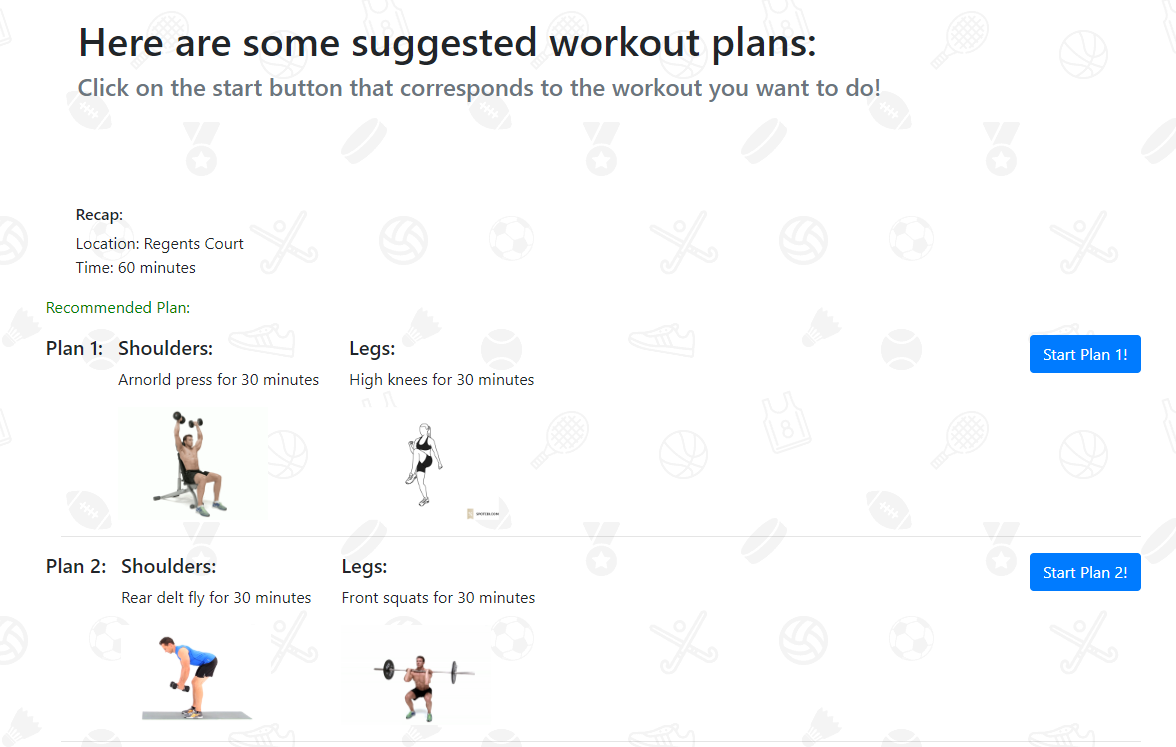 Here are some suggested workout plans:
Click on the start button that corresponds to the workout you want to do!
Recap:
Location: Regents Court
Time: 60 minutes
Recommended Plan:
Plan 1: Shoulders: Legs: Start Plan 1!
Arnorld press for 30 minutes High knees for 30 minutes
8
Plan 2: Shoulders: Legs: Start Plan 2!
Rear delt fly for 30 minutes Front squats for 30 minutes